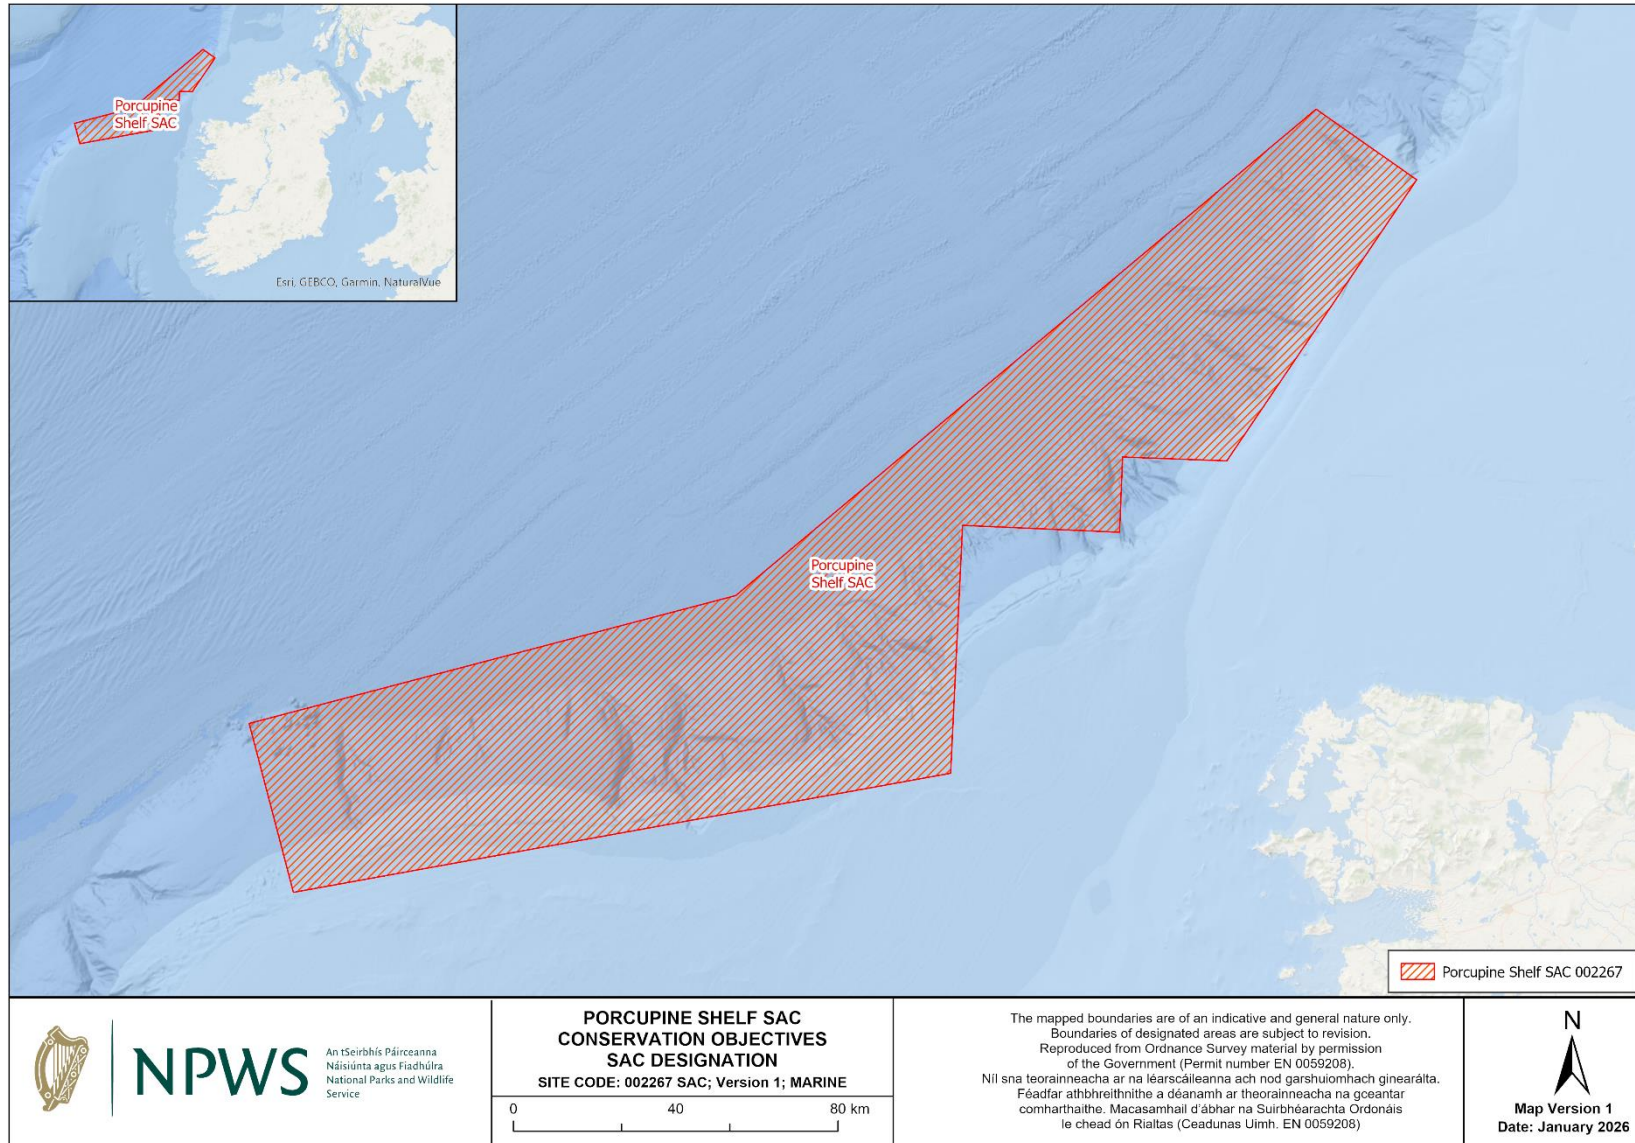 Porcupine
Shelf SAC
Esri, GEBCO, Garmin, NaturalVue
Porcupine
Shelf SAC
Porcupine Shelf SAC 002267
NPWS
An tSeirbhís Páirceanna
Náisiúnta agus Fiadhúlra
National Parks and Wildlife
Service
PORCUPINE SHELF SAC
CONSERVATION OBJECTIVES
SAC DESIGNATION
SITE CODE: 002267 SAC; Version 1; MARINE
0 40 80 km
The mapped boundaries are of an indicative and general nature only.
Boundaries of designated areas are subject to revision.
Reproduced from Ordnance Survey material by permission
of the Government (Permit number EN 0059208).
Níl sna teorainneacha ar na léarscáileanna ach nod garshuiomhach ginearálta.
Féadfar athbhreithnithe a déanamh ar theorainneacha na gceantar
comharthaithe. Macasamhail d'ábhar na Suirbhéarachta Ordonáis
le chead ón Rialtas (Ceadunas Uimh. EN 0059208)
N
Map Version 1
Date: January 2026